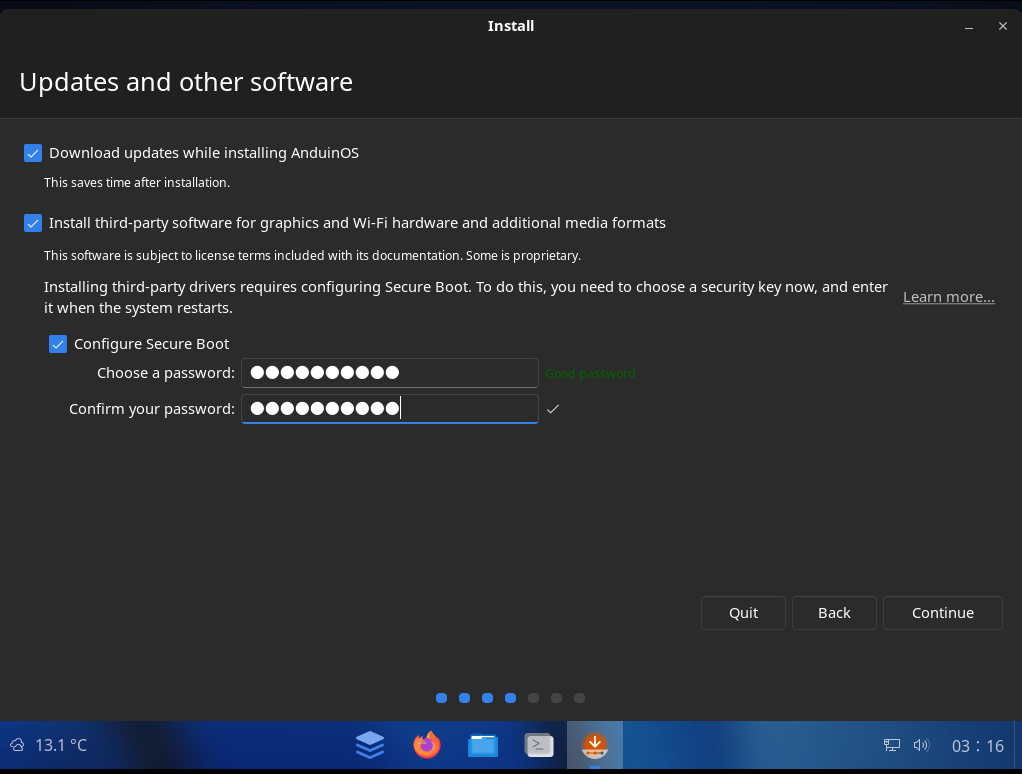 Install
Updates and other software
Download updates while installing AnduinOS
This saves time after installation.
Install third-party software for graphics and Wi-Fi hardware and additional media formats
This software is subject to license terms included with its documentation. Some is proprietary.
Installing third-party drivers requires configuring Secure Boot. To do this, you need to choose a security key now, and enter
it when the system restarts.
Learn more...
Configure Secure Boot
Choose a password: ●●●●●●●●●● Good password
Confirm your password: ●●●●●●●●●●
Quit Back Continue
13.1 °C 03 : 16